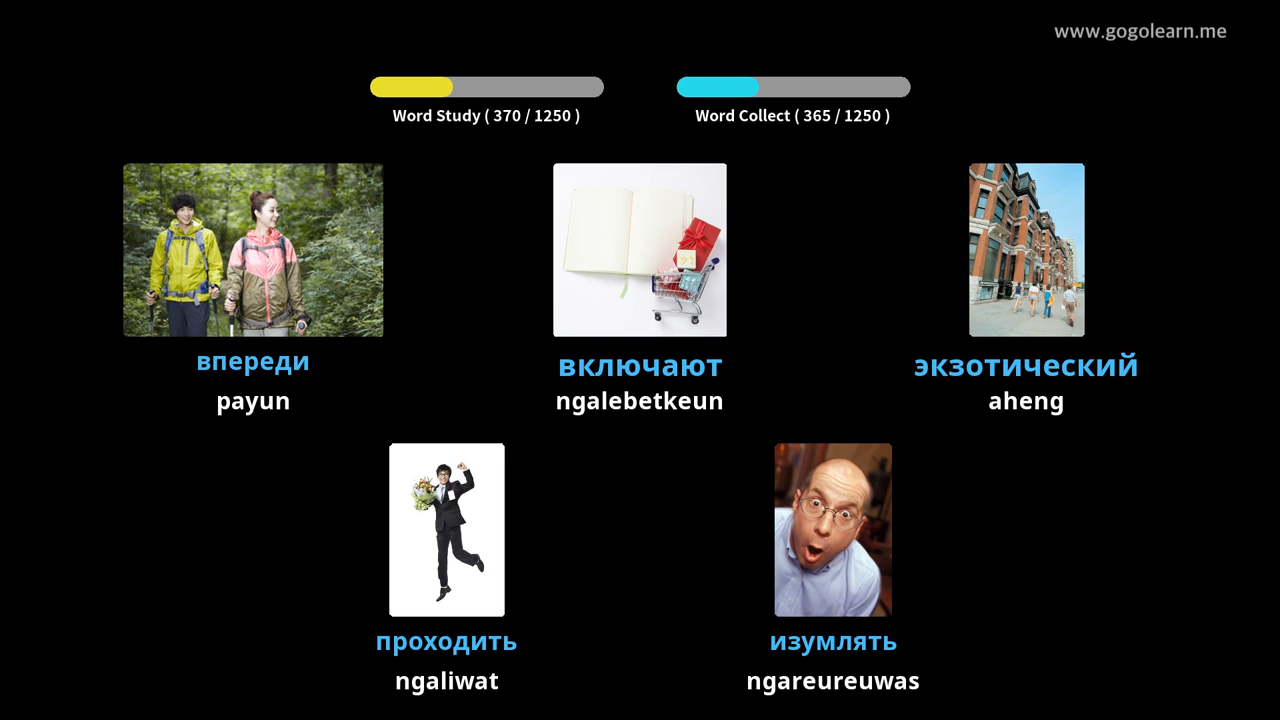 www.gogolearn.me
Word Study ( 370 / 1250 )
Word Collect ( 365 / 1250 )
впереди
payun
включают
ngalebetkeun
экзотический
aheng
проходить
ngaliwat
изумлять
ngareureuwas